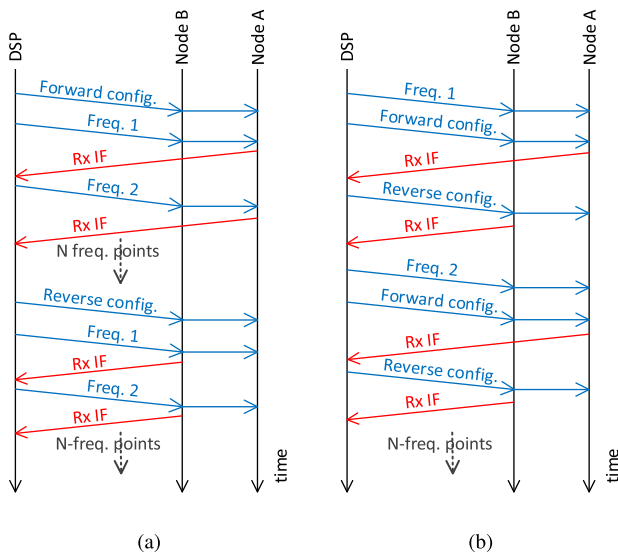 DSP
Node B
Node A
Forward config.
Freq. 1
Rx IF
Freq. 2
Rx IF
N freq. points
Reverse config.
Freq. 1
Rx IF
Freq. 2
Rx IF
N-freq. points
time
(a)
DSP
Node B
Node A
Freq. 1
Forward config.
Rx IF
Reverse config.
Rx IF
Freq. 2
Forward config.
Rx IF
Reverse config.
Rx IF
N-freq. points
time
(b)